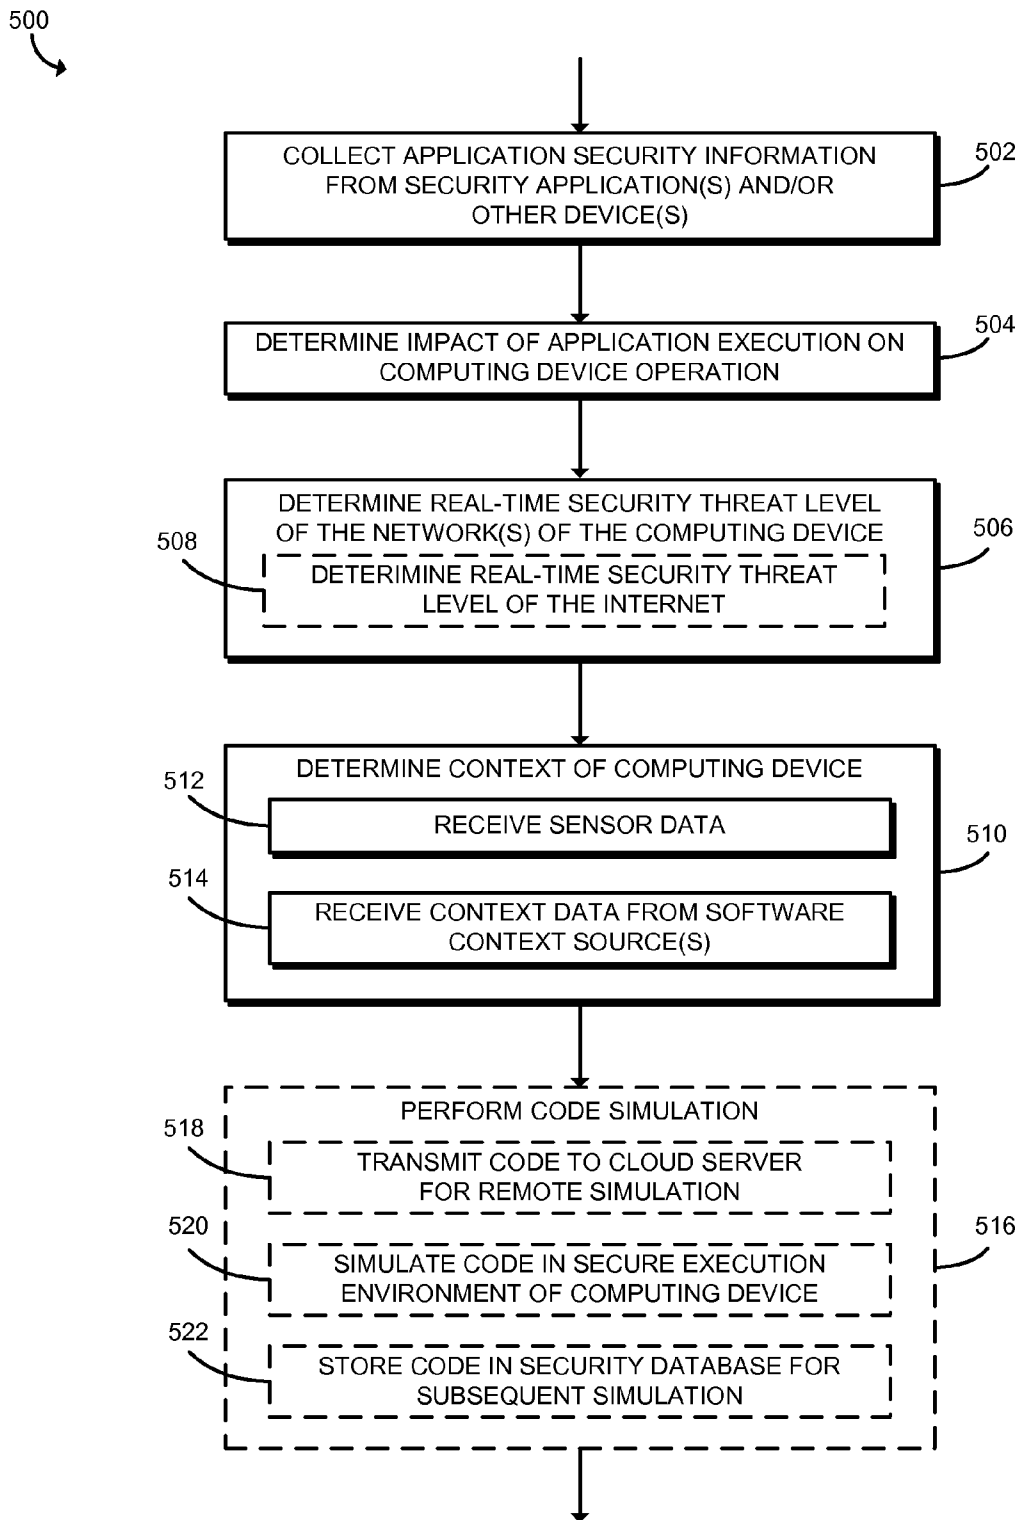 500
COLLECT APPLICATION SECURITY INFORMATION
FROM SECURITY APPLICATION(S) AND/OR
OTHER DEVICE(S)
502
DETERMINE IMPACT OF APPLICATION EXECUTION ON
COMPUTING DEVICE OPERATION
504
DETERMINE REAL-TIME SECURITY THREAT LEVEL
OF THE NETWORK(S) OF THE COMPUTING DEVICE
506
508
DETERIMINE REAL-TIME SECURITY THREAT
LEVEL OF THE INTERNET
DETERMINE CONTEXT OF COMPUTING DEVICE
510
512
RECEIVE SENSOR DATA
514
RECEIVE CONTEXT DATA FROM SOFTWARE
CONTEXT SOURCE(S)
PERFORM CODE SIMULATION
516
518
TRANSMIT CODE TO CLOUD SERVER
FOR REMOTE SIMULATION
520
SIMULATE CODE IN SECURE EXECUTION
ENVIRONMENT OF COMPUTING DEVICE
522
STORE CODE IN SECURITY DATABASE FOR
SUBSEQUENT SIMULATION